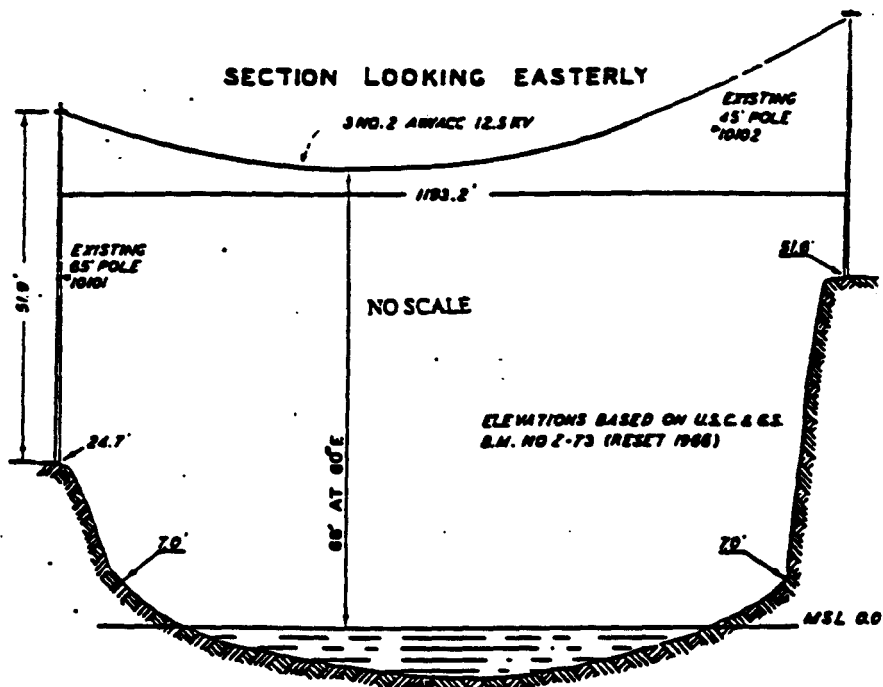 SECTION LOOKING EASTERLY
3 NO. 2 AWACC 12.5 KV
EXISTING
45' POLE
#10102
1193.2'
EXISTING
65' POLE
#10101
51.6'
51.9'
NO SCALE
ELEVATIONS BASED ON U.S.C. & G.S.
B.M. NO Z-73 (RESET 1966)
24.7'
66' AT 60°F
7.0'
7.0'
MSL 0.0